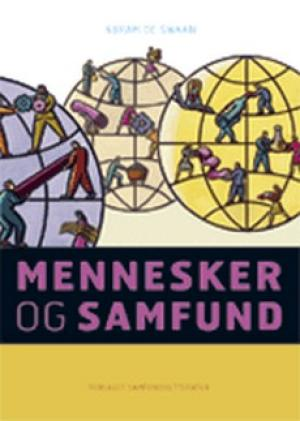 ABRAM DE SWAAN
MENNESKER
OG SAMFUND
FORLAGET SAMFUNDSLITTERATUR